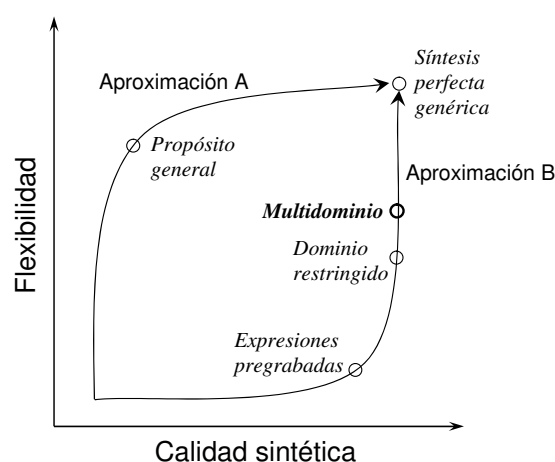 Síntesis
perfecta
genérica
Aproximación A
Propósito
general
Aproximación B
Multidominio
Dominio
restringido
Expresiones
pregrabadas
Flexibilidad
Calidad sintética